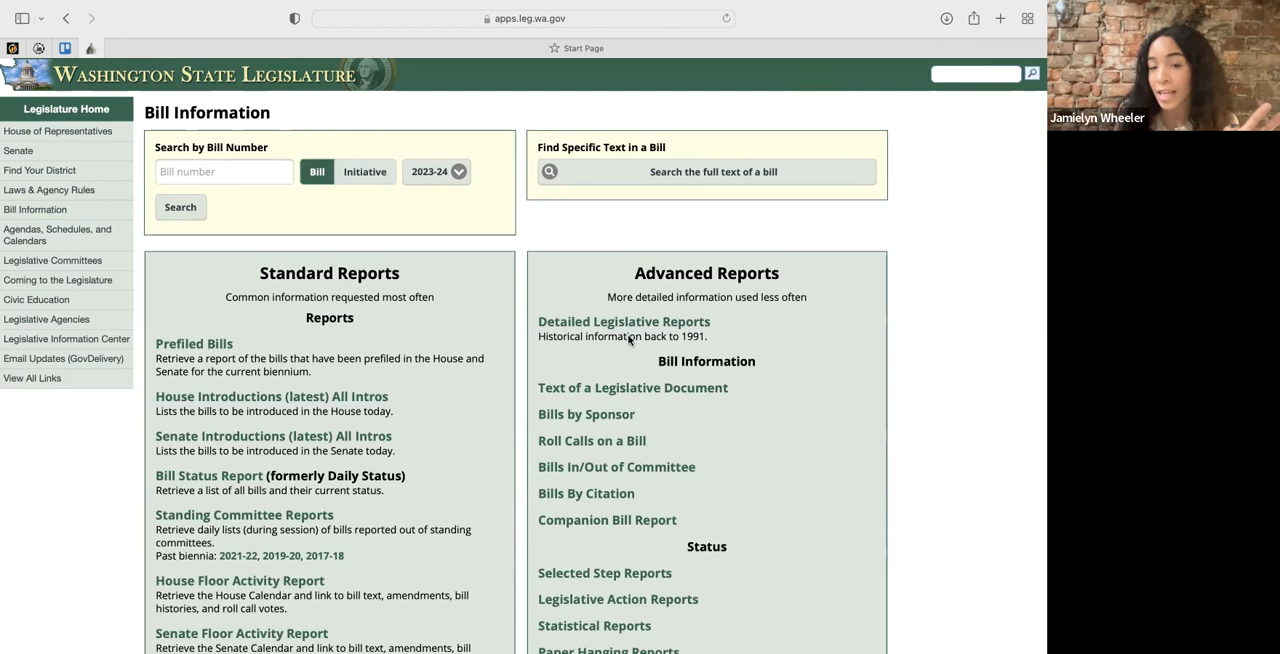 apps.leg.wa.gov
Start Page
WASHINGTON STATE LEGISLATURE
Legislature Home
House of Representatives
Senate
Find Your District
Laws & Agency Rules
Bill Information
Agendas, Schedules, and
Calendars
Legislative Committees
Coming to the Legislature
Civic Education
Legislative Agencies
Legislative Information Center
Email Updates (GovDelivery)
View All Links
Bill Information
Search by Bill Number
Bill number
Bill
Initiative
2023-24
Search
Find Specific Text in a Bill
Search the full text of a bill
Standard Reports
Common information requested most often
Reports
Prefiled Bills
Retrieve a report of the bills that have been prefiled in the House and
Senate for the current biennium.
House Introductions (latest) All Intros
Lists the bills to be introduced in the House today.
Senate Introductions (latest) All Intros
Lists the bills to be introduced in the Senate today.
Bill Status Report (formerly Daily Status)
Retrieve a list of all bills and their current status.
Standing Committee Reports
Retrieve daily lists (during session) of bills reported out of standing
committees.
Past biennia: 2021-22, 2019-20, 2017-18
House Floor Activity Report
Retrieve the House Calendar and link to bill text, amendments, bill
histories, and roll call votes.
Senate Floor Activity Report
Retrieve the Senate Calendar and link to bill text, amendments, bill
Advanced Reports
More detailed information used less often
Detailed Legislative Reports
Historical information back to 1991.
Bill Information
Text of a Legislative Document
Bills by Sponsor
Roll Calls on a Bill
Bills In/Out of Committee
Bills By Citation
Companion Bill Report
Status
Selected Step Reports
Legislative Action Reports
Statistical Reports
Paper Hanging Reports
Jamielyn Wheeler